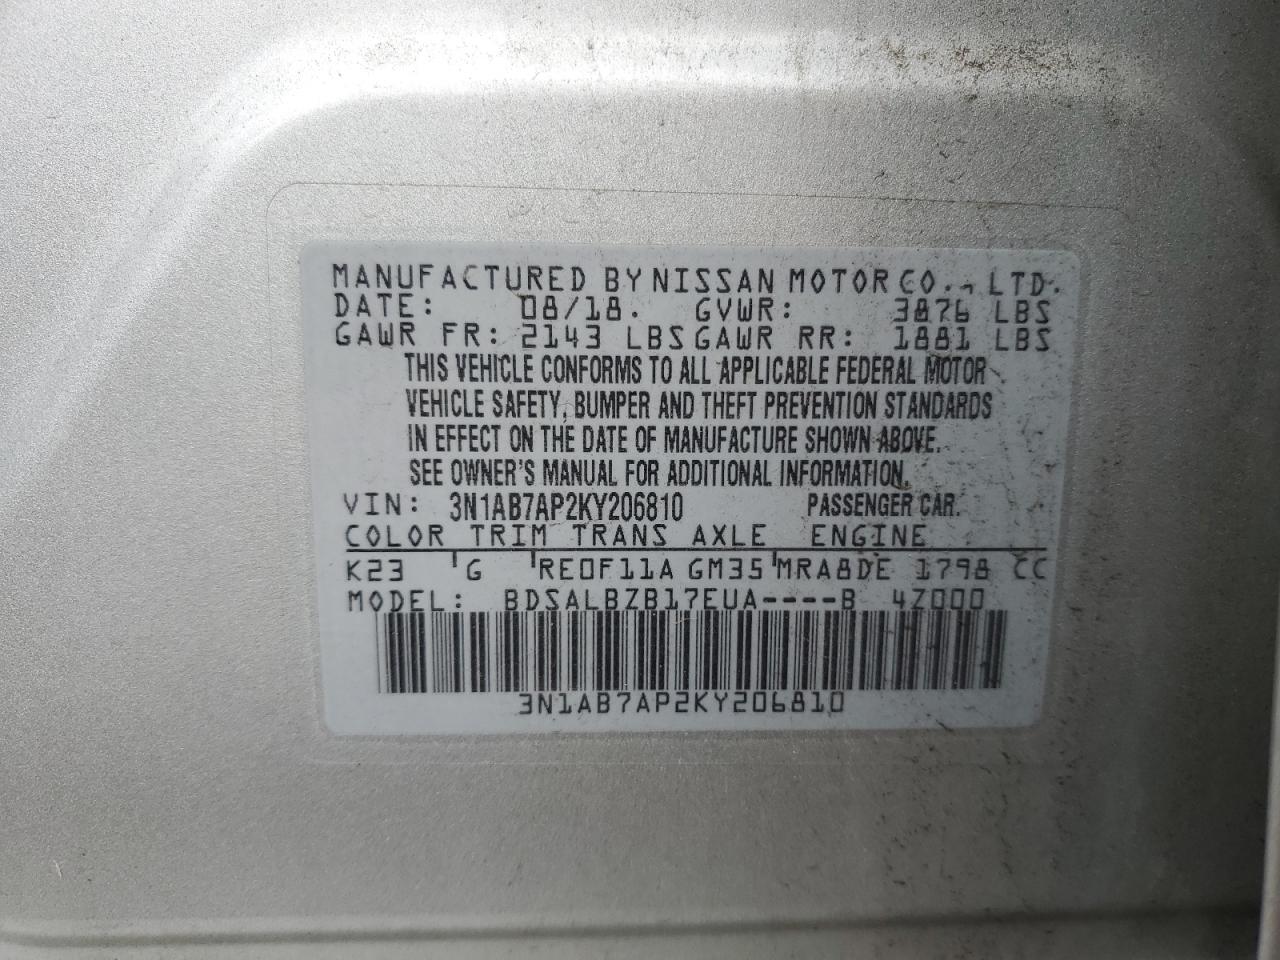 MANUFACTURED BY NISSAN MOTOR CO., LTD.
DATE: 08/18. GVWR: 3876 LBS
GAWR FR: 2143 LBS GAWR RR: 1881 LBS
THIS VEHICLE CONFORMS TO ALL APPLICABLE FEDERAL MOTOR
VEHICLE SAFETY, BUMPER AND THEFT PREVENTION STANDARDS
IN EFFECT ON THE DATE OF MANUFACTURE SHOWN ABOVE.
SEE OWNER'S MANUAL FOR ADDITIONAL INFORMATION.
VIN: 3N1AB7AP2KY206810 PASSENGER CAR.
COLOR TRIM TRANS AXLE ENGINE
K23 G RE0F11A GM35 MRA8DE 1798 CC
MODEL: BDSALBZB17EUA----B 4Z000
3N1AB7AP2KY206810